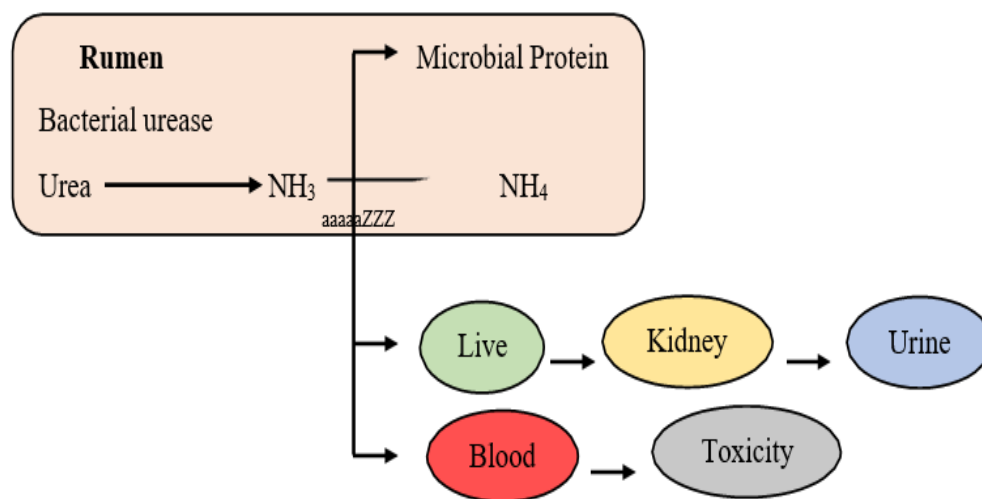 Rumen
Microbial Protein
Bacterial urease
Urea
NH₃
NH₄
aaaaaZZZ
Live
Kidney
Urine
Blood
Toxicity